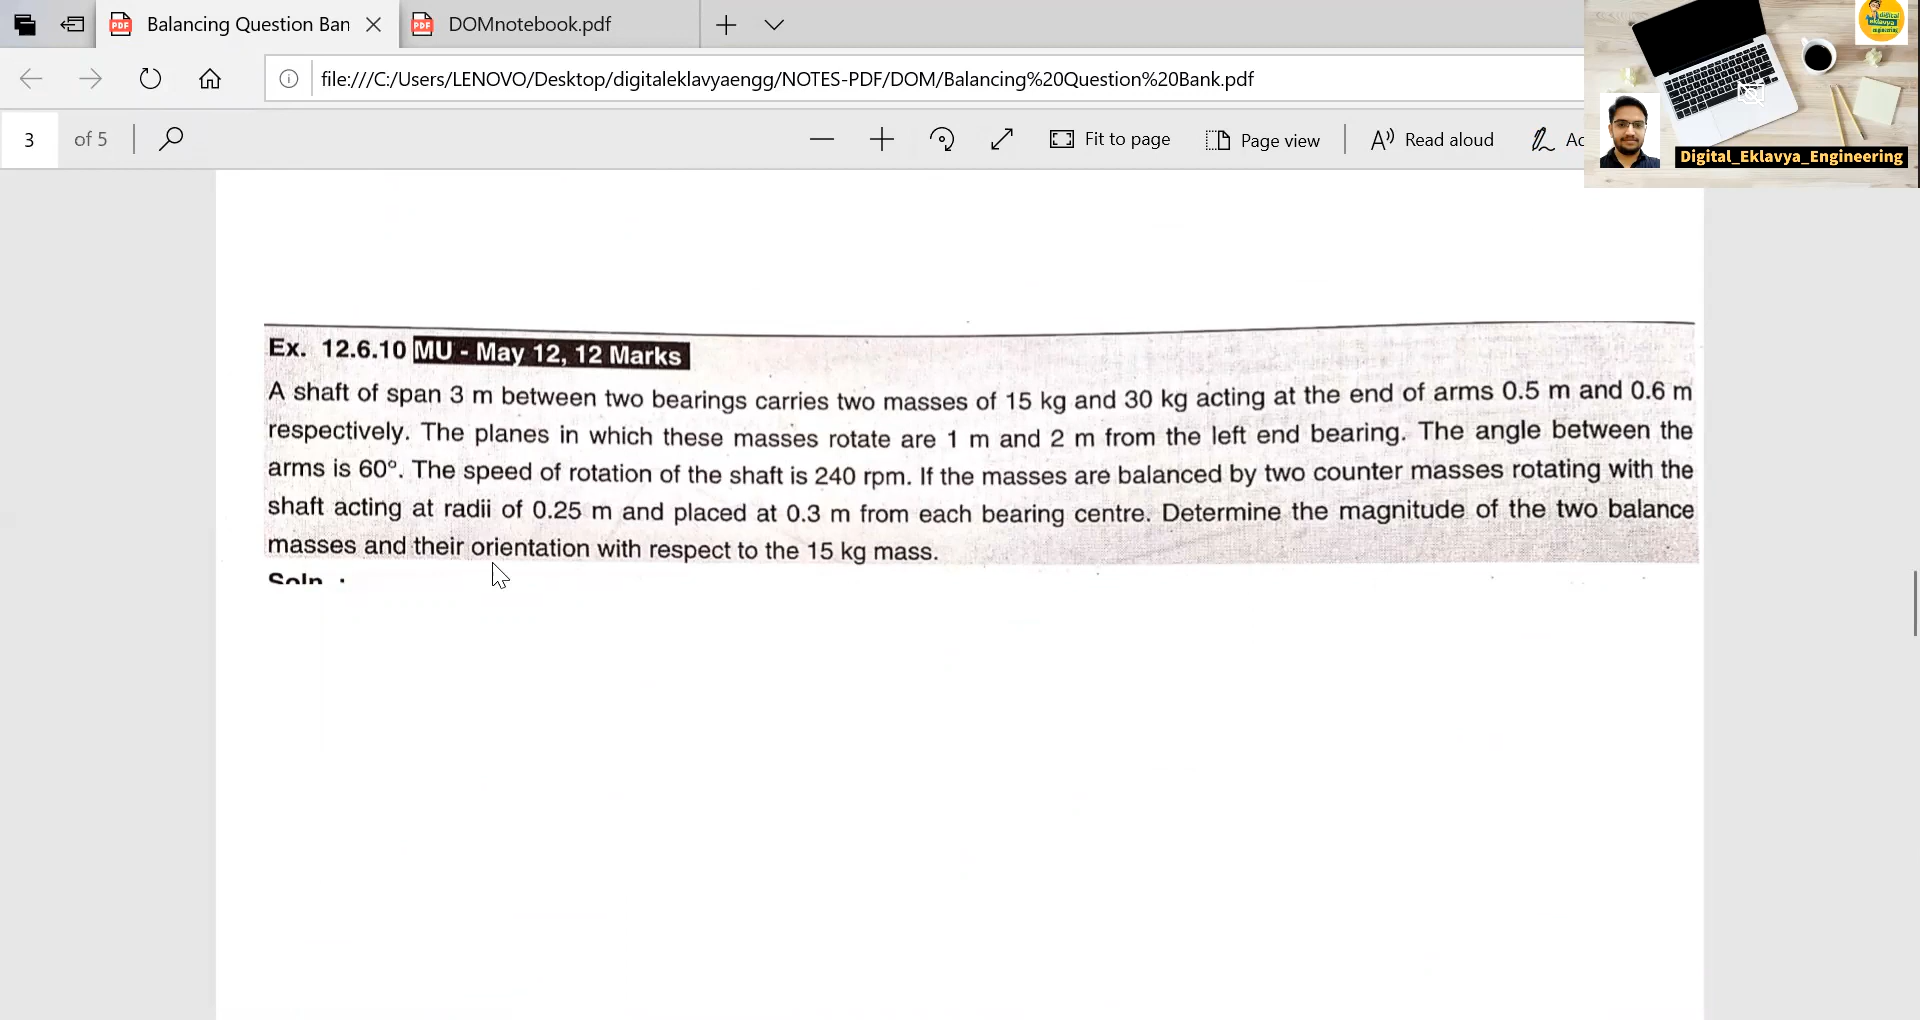 Balancing Question Ban
DOMnotebook.pdf
file:///C:/Users/LENOVO/Desktop/digitaleklavyaengg/NOTES-PDF/DOM/Balancing%20Question%20Bank.pdf
3 of 5
Fit to page
Page view
Read aloud
Ac
digital
eklavya
engineering
Digital_Eklavya_Engineering
Ex. 12.6.10 MU - May 12, 12 Marks
A shaft of span 3 m between two bearings carries two masses of 15 kg and 30 kg acting at the end of arms 0.5 m and 0.6 m
respectively. The planes in which these masses rotate are 1 m and 2 m from the left end bearing. The angle between the
arms is 60°. The speed of rotation of the shaft is 240 rpm. If the masses are balanced by two counter masses rotating with the
shaft acting at radii of 0.25 m and placed at 0.3 m from each bearing centre. Determine the magnitude of the two balance
masses and their orientation with respect to the 15 kg mass.
Soln :